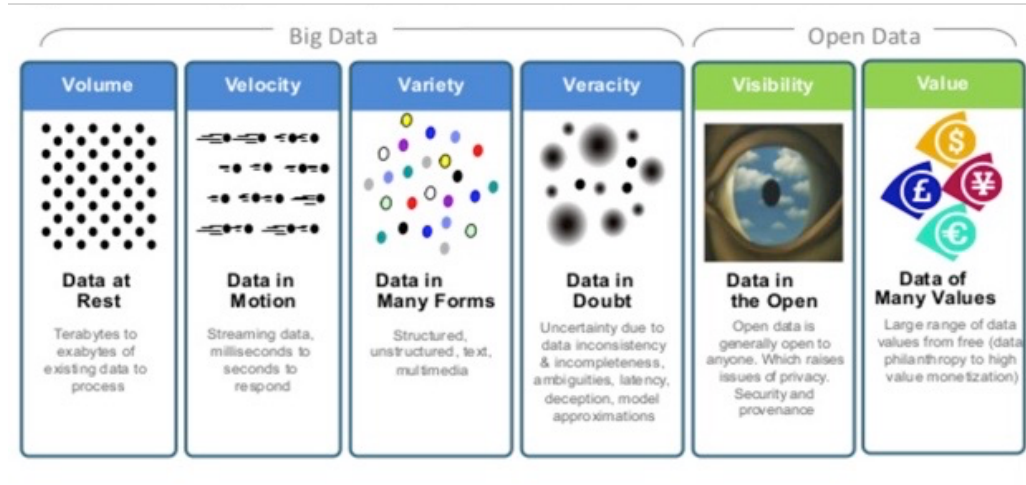 Big Data
Open Data
Volume
Data at
Rest
Terabytes to
exabytes of
existing data to
process
Velocity
Data in
Motion
Streaming data,
milliseconds to
seconds to
respond
Variety
Data in
Many Forms
Structured,
unstructured, text,
multimedia
Veracity
Data in
Doubt
Uncertainty due to
data inconsistency
& incompleteness,
ambiguities, latency,
deception, model
approximations
Visibility
Data in
the Open
Open data is
generally open to
anyone. Which raises
issues of privacy.
Security and
provenance
Value
$
£
¥
€
Data of
Many Values
Large range of data
values from free (data
philanthropy to high
value monetization)